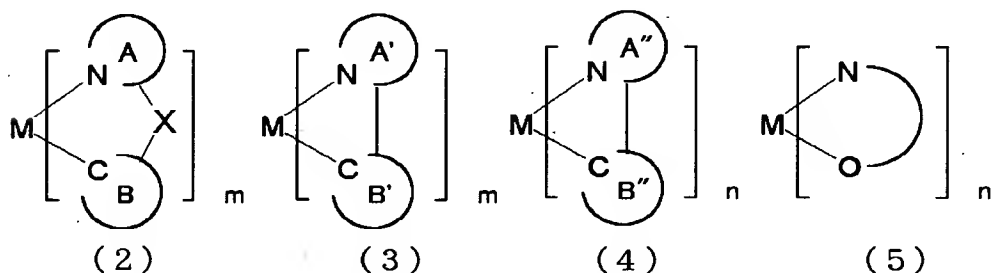 M [ N A X C B ] m
M [ N A' C B' ] m
M [ N A″ C B″ ] n
M [ N O ] n
(2) (3) (4) (5)